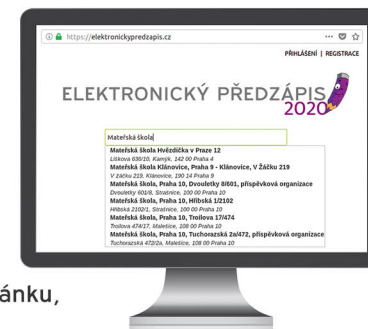 https://elektronickypredzapis.cz
PŘIHLÁŠENÍ | REGISTRACE
ELEKTRONICKÝ PŘEDZÁPIS
2020
Mateřská škola
Mateřská škola Hvězdička v Praze 12
Liškova 636/10, Kamýk, 142 00 Praha 4
Mateřská škola Klánovice, Praha 9 - Klánovice, V Žáčku 219
V žáčku 219, Klánovice, 190 14 Praha 9
Mateřská škola, Praha 10, Dvouletky 8/601, příspěvková organizace
Dvouletky 601/8, Strašnice, 100 00 Praha 10
Mateřská škola, Praha 10, Hřibská 1/2102
Hřibská 2102/1, Strašnice, 100 00 Praha 10
Mateřská škola, Praha 10, Troilova 17/474
Troilova 474/17, Malešice, 108 00 Praha 10
Mateřská škola, Praha 10, Tuchorazská 2a/472, příspěvková organizace
Tuchorazská 472/2a, Malešice, 108 00 Praha 10
ánku,